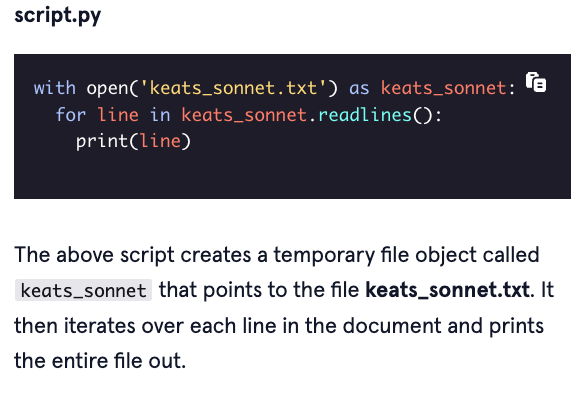 script.py
with open('keats_sonnet.txt') as keats_sonnet:
  for line in keats_sonnet.readlines():
    print(line)
The above script creates a temporary file object called
keats_sonnet that points to the file keats_sonnet.txt. It
then iterates over each line in the document and prints
the entire file out.